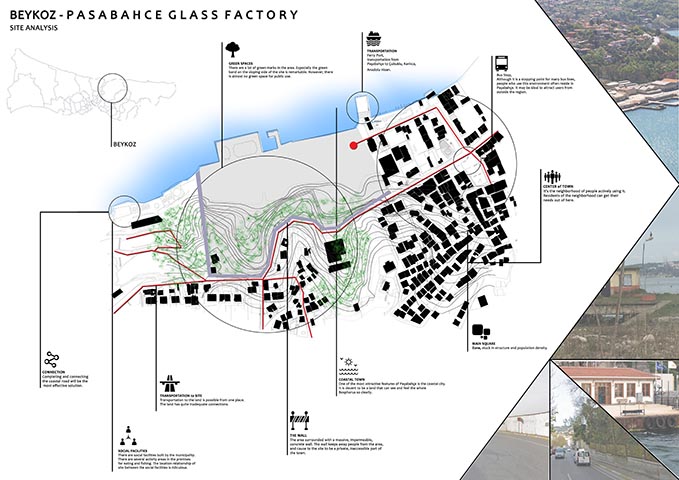 BEYKOZ - PASABAHCE GLASS FACTORY
SITE ANALYSIS
BEYKOZ
GREEN SPACES
There are a lot of green marks in the area. Especially the green
band on the sloping side of the site is remarkable. However, there
is almost no green space for public use.
TRANSPORTATION
Ferry Port,
transportation from
Paşabahçe to Çubuklu, Kanlıca,
Anadolu Hisarı.
Bus Stop,
Although it is a stopping point for many bus lines,
people who use this environment often reside in
Paşabahçe. It may be ideal to attract users from
outside the region.
CENTER of TOWN
It's the neighborhood of people actively using it.
Residents of the neighborhood can get their
needs out of here.
MAIN SQUARE
stuck in structure and population density.
CONNECTION
Completing and connecting
the coastal road will be the
most effective solution.
TRANSPORTATION to SITE
Transportation to the land is possible from one place.
The land has quite inadequate connections.
COASTAL TOWN
One of the most attractive features of Paşabahçe is the coastal city.
It is meant to be a land that can see and feel the whole
Bosphorus so clearly.
THE WALL
The area surrounded with a massive, impermeable,
concrete wall. The wall keeps away people from the area,
and cause to the site to be a private, inaccessible part of
the town.
SOCIAL FACILITIES
There are social facilities built by the municipality.
There are several activity areas in the premises
for eating and fishing. The location relationship of
site between the social facilities is ridiculous.